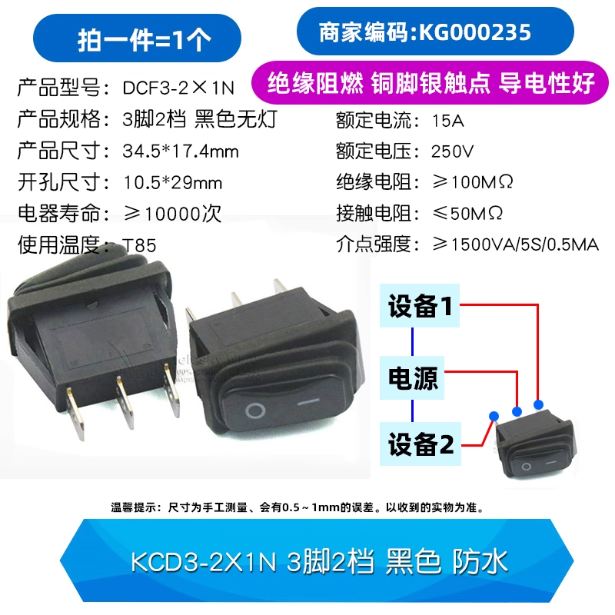 拍一件=1个
商家编码:KG000235
绝缘阻燃 铜脚银触点 导电性好
产品型号: DCF3-2×1N
产品规格: 3脚2档 黑色无灯
产品尺寸: 34.5*17.4mm
开孔尺寸: 10.5*29mm
电器寿命: ≥10000次
使用温度: T85
额定电流: 15A
额定电压: 250V
绝缘电阻: ≥100MΩ
接触电阻: ≤50MΩ
介点强度: ≥1500VA/5S/0.5MA
设备1
电源
设备2
温馨提示: 尺寸为手工测量、会有0.5~1mm的误差。以收到的实物为准。
KCD3-2X1N 3脚2档 黑色 防水